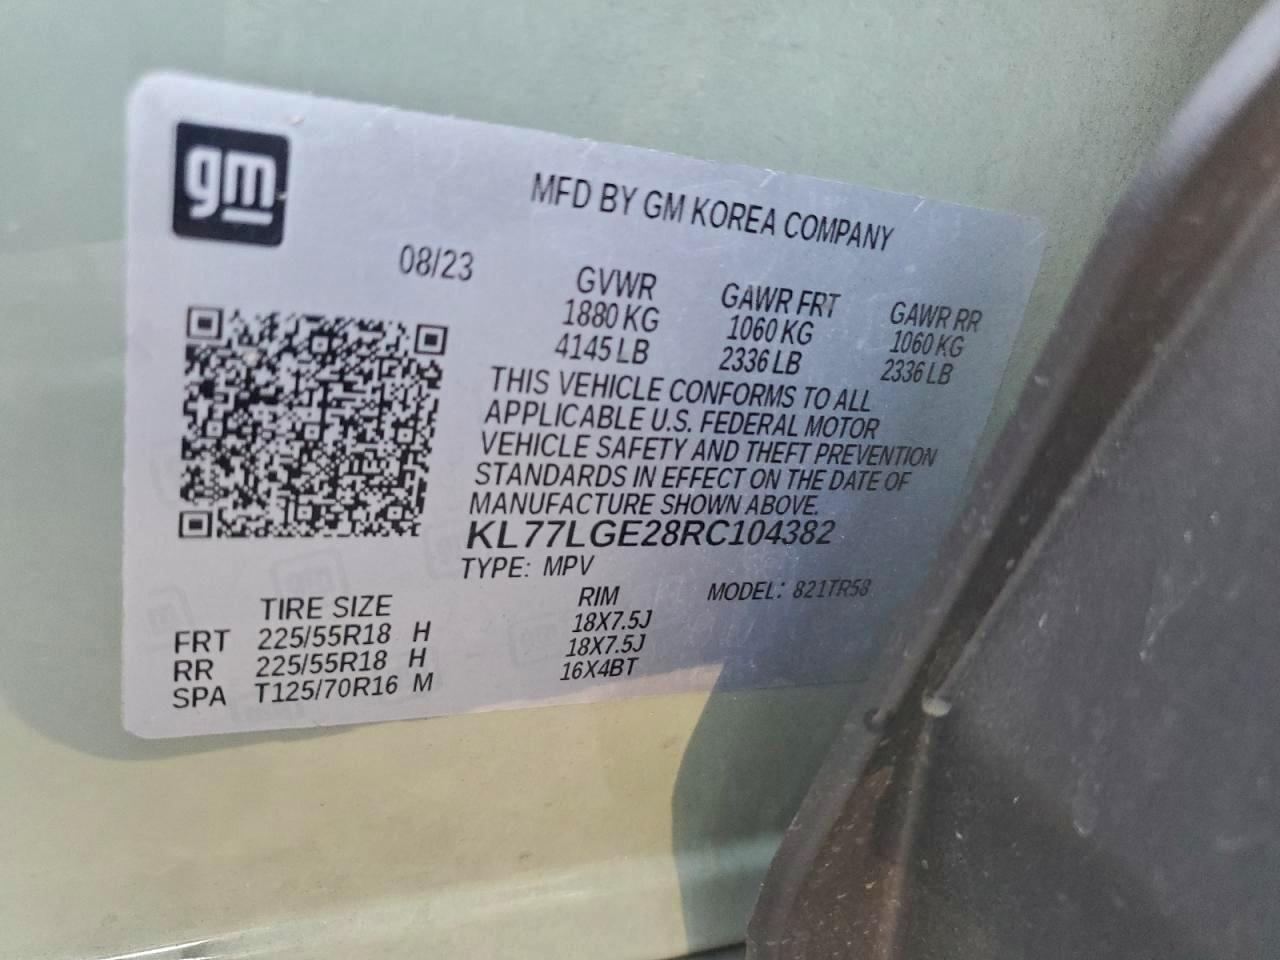 gm
MFD BY GM KOREA COMPANY
08/23
GVWR GAWR FRT GAWR RR
1880 KG 1060 KG 1060 KG
4145 LB 2336 LB 2336 LB
THIS VEHICLE CONFORMS TO ALL
APPLICABLE U.S. FEDERAL MOTOR
VEHICLE SAFETY AND THEFT PREVENTION
STANDARDS IN EFFECT ON THE DATE OF
MANUFACTURE SHOWN ABOVE.
KL77LGE28RC104382
TYPE: MPV MODEL: 821TR58
TIRE SIZE RIM
FRT 225/55R18 H 18X7.5J
RR 225/55R18 H 18X7.5J
SPA T125/70R16 M 16X4BT